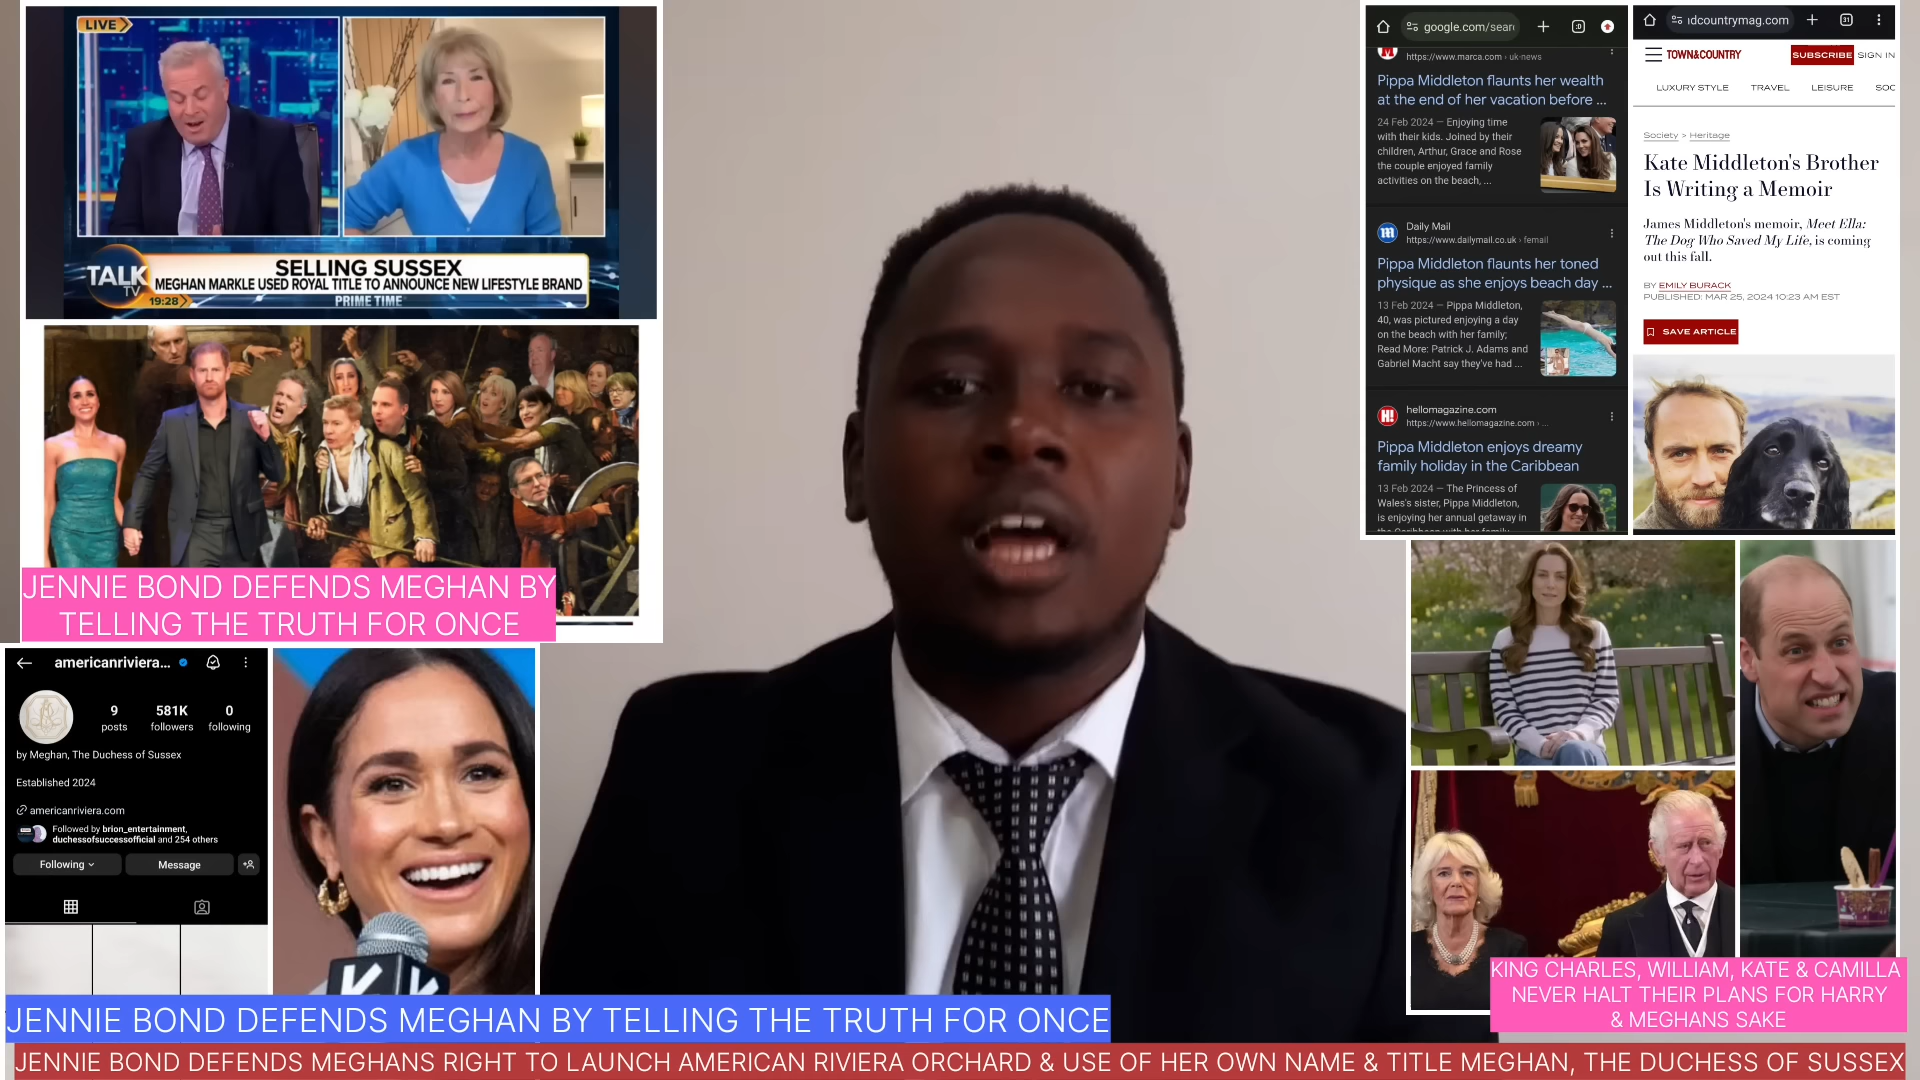 LIVE
SELLING SUSSEX
TALK TV
MEGHAN MARKLE USED ROYAL TITLE TO ANNOUNCE NEW LIFESTYLE BRAND
19:28
PRIME TIME
JENNIE BOND DEFENDS MEGHAN BY
TELLING THE TRUTH FOR ONCE
americanriviera...
9
581K
0
posts
followers
following
by Meghan, The Duchess of Sussex
Established 2024
americanriviera.com
Followed by brion_entertainment,
duchessofsuccessofficial and 254 others
Following
Message
google.com/sear
:D
https://www.marca.com › uk-news
Pippa Middleton flaunts her wealth
at the end of her vacation before ...
24 Feb 2024 — Enjoying time
with their kids. Joined by their
children, Arthur, Grace and Rose
the couple enjoyed family
activities on the beach, ...
m
Daily Mail
https://www.dailymail.co.uk › femail
Pippa Middleton flaunts her toned
physique as she enjoys beach day ...
13 Feb 2024 — Pippa Middleton,
40, was pictured enjoying a day
on the beach with her family;
Read More: Patrick J. Adams and
Gabriel Macht say they've had ...
H!
hellomagazine.com
https://www.hellomagazine.com › ...
Pippa Middleton enjoys dreamy
family holiday in the Caribbean
13 Feb 2024 — The Princess of
Wales's sister, Pippa Middleton,
is enjoying her annual getaway in
the Caribbean with her family
dcountrymag.com
31
TOWN&COUNTRY
SUBSCRIBE
SIGN IN
LUXURY STYLE
TRAVEL
LEISURE
SOC
Society > Heritage
Kate Middleton's Brother
Is Writing a Memoir
James Middleton's memoir, Meet Ella:
The Dog Who Saved My Life, is coming
out this fall.
BY EMILY BURACK
PUBLISHED: MAR 25, 2024 10:23 AM EST
SAVE ARTICLE
KING CHARLES, WILLIAM, KATE & CAMILLA
NEVER HALT THEIR PLANS FOR HARRY
& MEGHANS SAKE
JENNIE BOND DEFENDS MEGHAN BY TELLING THE TRUTH FOR ONCE
JENNIE BOND DEFENDS MEGHANS RIGHT TO LAUNCH AMERICAN RIVIERA ORCHARD & USE OF HER OWN NAME & TITLE MEGHAN, THE DUCHESS OF SUSSEX